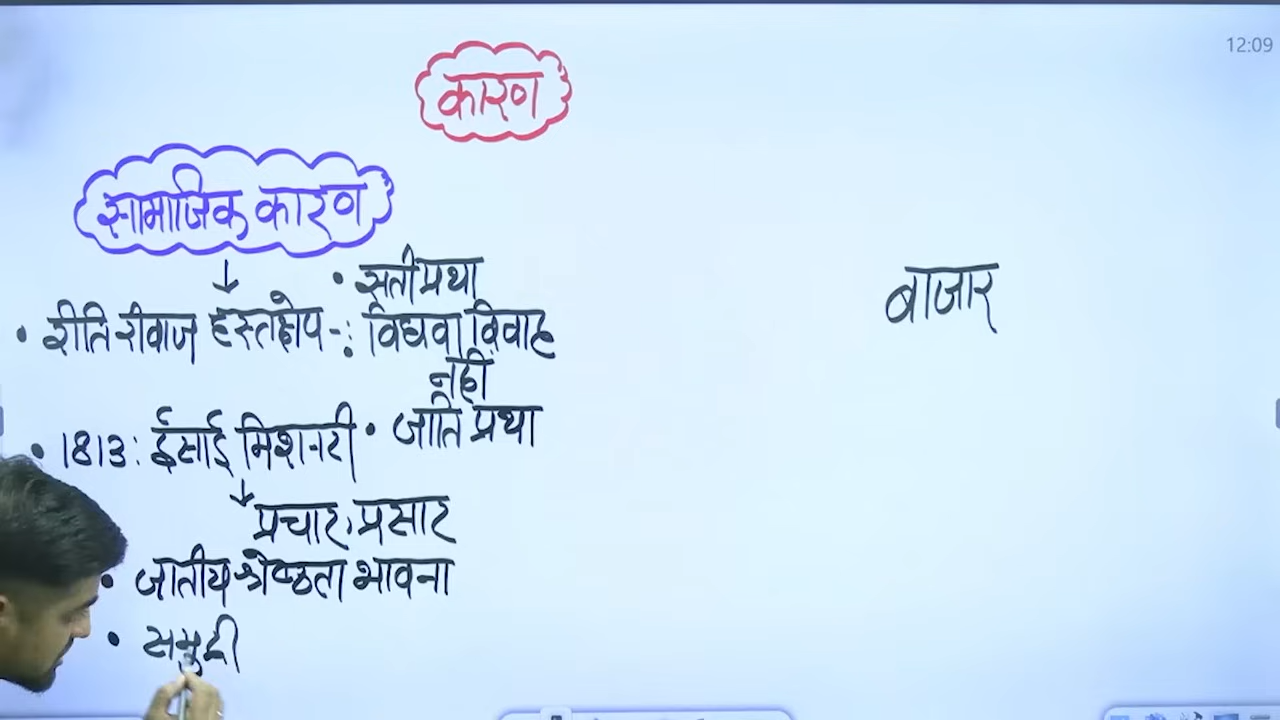 12:09
कारण
सामाजिक कारण
• सतीप्रथा
• रीति रीवाज हस्तक्षेप -: विधवा विवाह
नहीं
• 1813: ईसाई मिशनरी • जाति प्रथा
प्रचार, प्रसार
• जातीय श्रेष्ठता भावना
• समुद्री
बाजार